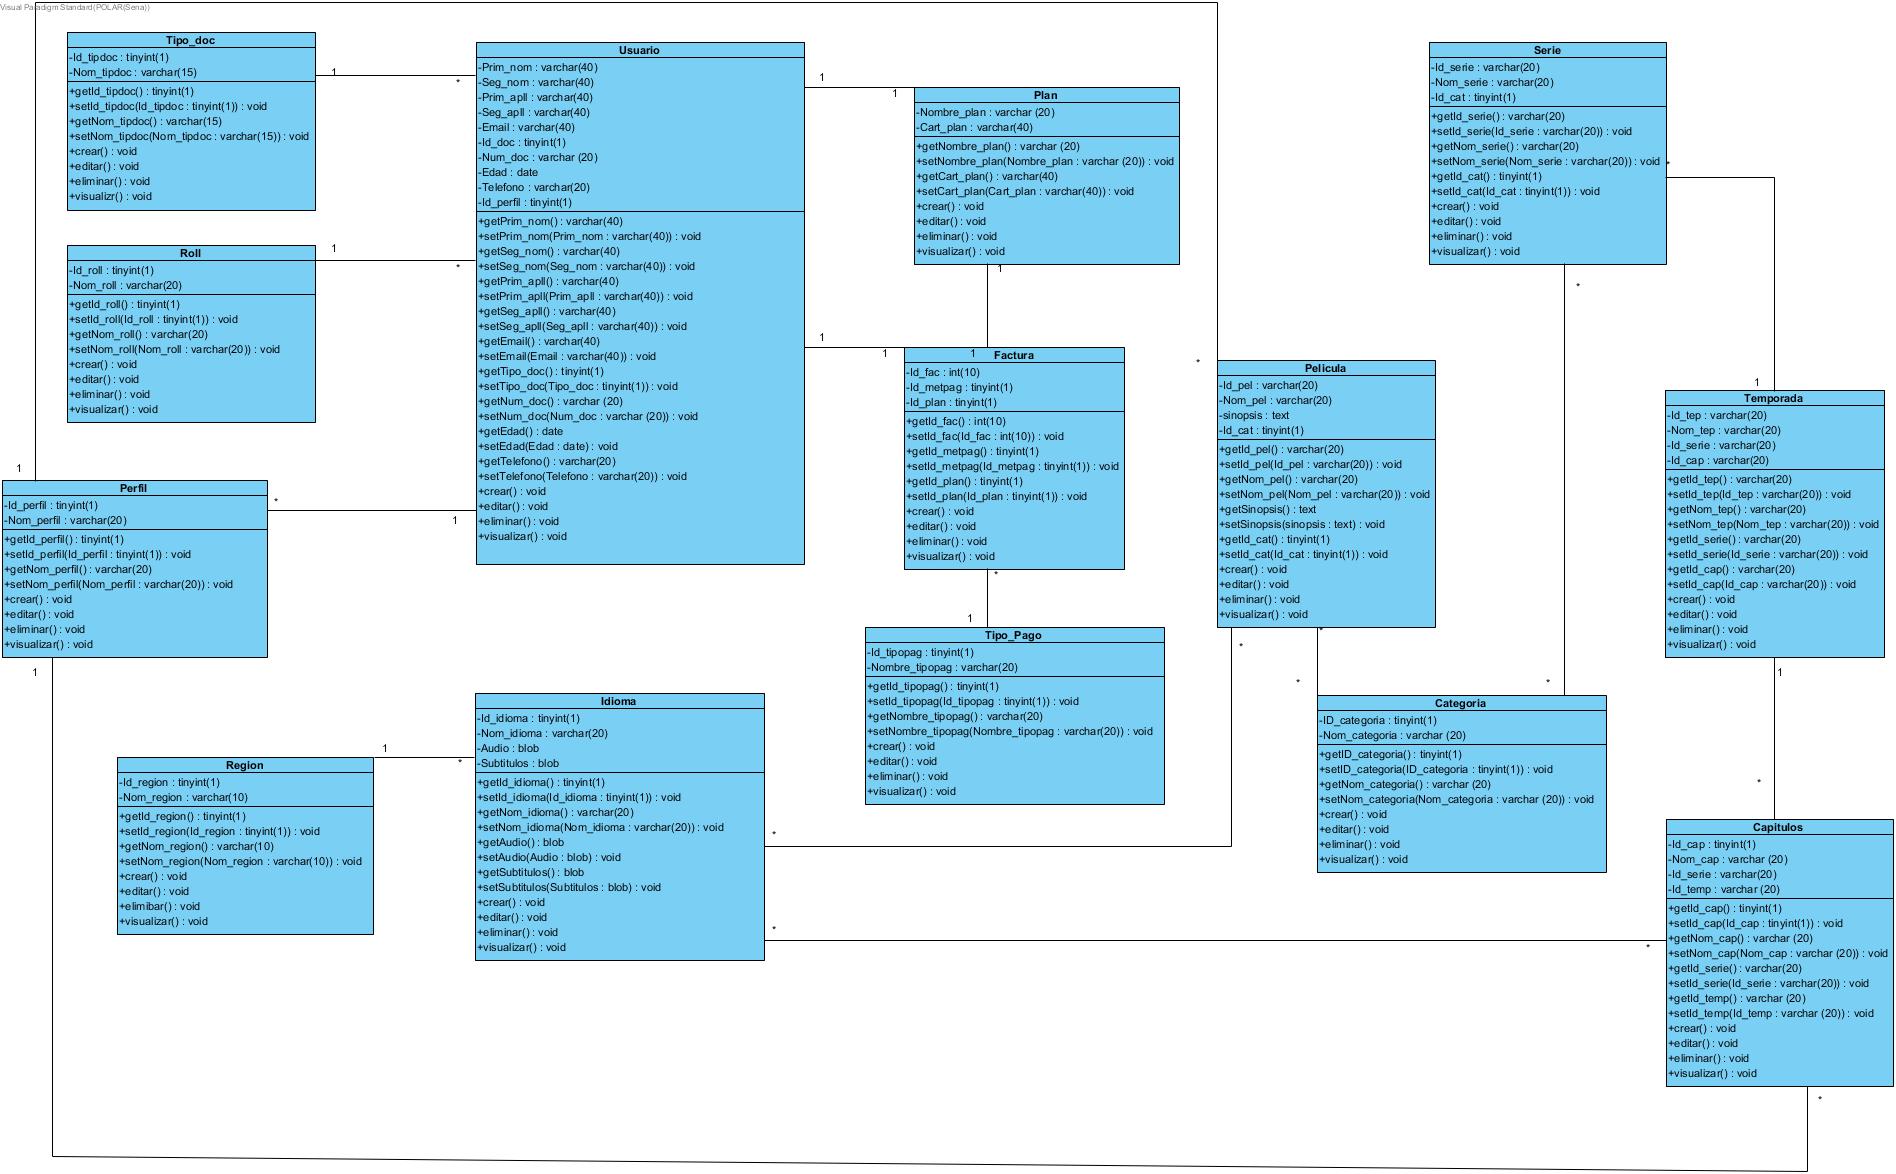 Visual Paradigm Standard(POLAR(Sena))
Tipo_doc
-Id_tipdoc : tinyint(1)
-Nom_tipdoc : varchar(15)
+getId_tipdoc() : tinyint(1)
+setId_tipdoc(Id_tipdoc : tinyint(1)) : void
+getNom_tipdoc() : varchar(15)
+setNom_tipdoc(Nom_tipdoc : varchar(15)) : void
+crear() : void
+editar() : void
+eliminar() : void
+visualizr() : void
1
*
Usuario
-Prim_nom : varchar(40)
-Seg_nom : varchar(40)
-Prim_apll : varchar(40)
-Seg_apll : varchar(40)
-Email : varchar(40)
-Id_doc : tinyint(1)
-Num_doc : varchar (20)
-Edad : date
-Telefono : varchar(20)
-Id_perfil : tinyint(1)
+getPrim_nom() : varchar(40)
+setPrim_nom(Prim_nom : varchar(40)) : void
+getSeg_nom() : varchar(40)
+setSeg_nom(Seg_nom : varchar(40)) : void
+getPrim_apll() : varchar(40)
+setPrim_apll(Prim_apll : varchar(40)) : void
+getSeg_apll() : varchar(40)
+setSeg_apll(Seg_apll : varchar(40)) : void
+getEmail() : varchar(40)
+setEmail(Email : varchar(40)) : void
+getTipo_doc() : tinyint(1)
+setTipo_doc(Tipo_doc : tinyint(1)) : void
+getNum_doc() : varchar (20)
+setNum_doc(Num_doc : varchar (20)) : void
+getEdad() : date
+setEdad(Edad : date) : void
+getTelefono() : varchar(20)
+setTelefono(Telefono : varchar(20)) : void
+crear() : void
+editar() : void
+eliminar() : void
+visualizar() : void
1
1
Plan
-Nombre_plan : varchar (20)
-Cart_plan : varchar(40)
+getNombre_plan() : varchar (20)
+setNombre_plan(Nombre_plan : varchar (20)) : void
+getCart_plan() : varchar(40)
+setCart_plan(Cart_plan : varchar(40)) : void
+crear() : void
+editar() : void
+eliminar() : void
+visualizar() : void
1
Serie
-Id_serie : varchar(20)
-Nom_serie : varchar(20)
-Id_cat : tinyint(1)
+getId_serie() : varchar(20)
+setId_serie(Id_serie : varchar(20)) : void
+getNom_serie() : varchar(20)
+setNom_serie(Nom_serie : varchar(20)) : void
+getId_cat() : tinyint(1)
+setId_cat(Id_cat : tinyint(1)) : void
+crear() : void
+editar() : void
+eliminar() : void
+visualizar() : void
*
*
Roll
-Id_roll : tinyint(1)
-Nom_roll : varchar(20)
+getId_roll() : tinyint(1)
+setId_roll(Id_roll : tinyint(1)) : void
+getNom_roll() : varchar(20)
+setNom_roll(Nom_roll : varchar(20)) : void
+crear() : void
+editar() : void
+eliminar() : void
+visualizar() : void
1
*
1
1
1
Factura
-Id_fac : int(10)
-Id_metpag : tinyint(1)
-Id_plan : tinyint(1)
+getId_fac() : int(10)
+setId_fac(Id_fac : int(10)) : void
+getId_metpag() : tinyint(1)
+setId_metpag(Id_metpag : tinyint(1)) : void
+getId_plan() : tinyint(1)
+setId_plan(Id_plan : tinyint(1)) : void
+crear() : void
+editar() : void
+eliminar() : void
+visualizar() : void
*
*
Pelicula
-Id_pel : varchar(20)
-Nom_pel : varchar(20)
-sinopsis : text
-Id_cat : tinyint(1)
+getId_pel() : varchar(20)
+setId_pel(Id_pel : varchar(20)) : void
+getNom_pel() : varchar(20)
+setNom_pel(Nom_pel : varchar(20)) : void
+getSinopsis() : text
+setSinopsis(sinopsis : text) : void
+getId_cat() : tinyint(1)
+setId_cat(Id_cat : tinyint(1)) : void
+crear() : void
+editar() : void
+eliminar() : void
+visualizar() : void
*
*
1
Temporada
-Id_tep : varchar(20)
-Nom_tep : varchar(20)
-Id_serie : varchar(20)
-Id_cap : varchar(20)
+getId_tep() : varchar(20)
+setId_tep(Id_tep : varchar(20)) : void
+getNom_tep() : varchar(20)
+setNom_tep(Nom_tep : varchar(20)) : void
+getId_serie() : varchar(20)
+setId_serie(Id_serie : varchar(20)) : void
+getId_cap() : varchar(20)
+setId_cap(Id_cap : varchar(20)) : void
+crear() : void
+editar() : void
+eliminar() : void
+visualizar() : void
1
*
1
Perfil
-Id_perfil : tinyint(1)
-Nom_perfil : varchar(20)
+getId_perfil() : tinyint(1)
+setId_perfil(Id_perfil : tinyint(1)) : void
+getNom_perfil() : varchar(20)
+setNom_perfil(Nom_perfil : varchar(20)) : void
+crear() : void
+editar() : void
+eliminar() : void
+visualizar() : void
*
1
1
1
Tipo_Pago
-Id_tipopag : tinyint(1)
-Nombre_tipopag : varchar(20)
+getId_tipopag() : tinyint(1)
+setId_tipopag(Id_tipopag : tinyint(1)) : void
+getNombre_tipopag() : varchar(20)
+setNombre_tipopag(Nombre_tipopag : varchar(20)) : void
+crear() : void
+editar() : void
+eliminar() : void
+visualizar() : void
*
*
Categoria
-ID_categoria : tinyint(1)
-Nom_categoria : varchar (20)
+getID_categoria() : tinyint(1)
+setID_categoria(ID_categoria : tinyint(1)) : void
+getNom_categoria() : varchar (20)
+setNom_categoria(Nom_categoria : varchar (20)) : void
+crear() : void
+editar() : void
+eliminar() : void
+visualizar() : void
Region
-Id_region : tinyint(1)
-Nom_region : varchar(10)
+getId_region() : tinyint(1)
+setId_region(Id_region : tinyint(1)) : void
+getNom_region() : varchar(10)
+setNom_region(Nom_region : varchar(10)) : void
+crear() : void
+editar() : void
+elimibar() : void
+visualizar() : void
1
*
Idioma
-Id_idioma : tinyint(1)
-Nom_idioma : varchar(20)
-Audio : blob
-Subtitulos : blob
+getId_idioma() : tinyint(1)
+setId_idioma(Id_idioma : tinyint(1)) : void
+getNom_idioma() : varchar(20)
+setNom_idioma(Nom_idioma : varchar(20)) : void
+getAudio() : blob
+setAudio(Audio : blob) : void
+getSubtitulos() : blob
+setSubtitulos(Subtitulos : blob) : void
+crear() : void
+editar() : void
+eliminar() : void
+visualizar() : void
*
*
*
Capitulos
-Id_cap : tinyint(1)
-Nom_cap : varchar (20)
-Id_serie : varchar(20)
-Id_temp : varchar (20)
+getId_cap() : tinyint(1)
+setId_cap(Id_cap : tinyint(1)) : void
+getNom_cap() : varchar (20)
+setNom_cap(Nom_cap : varchar (20)) : void
+getId_serie() : varchar(20)
+setId_serie(Id_serie : varchar(20)) : void
+getId_temp() : varchar (20)
+setId_temp(Id_temp : varchar (20)) : void
+crear() : void
+editar() : void
+eliminar() : void
+visualizar() : void
*